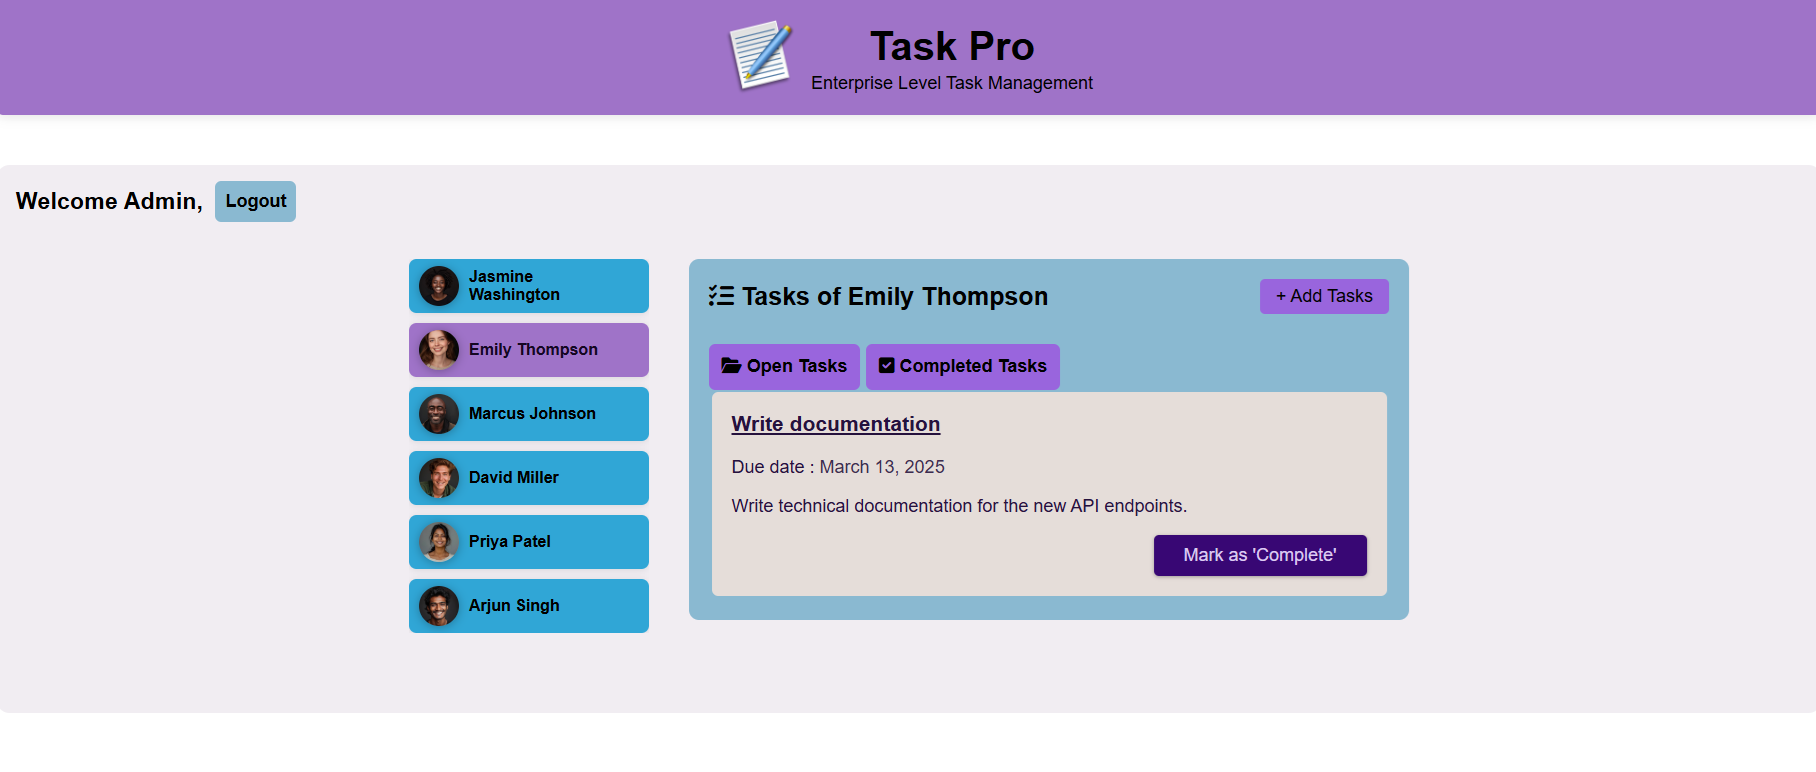 Task Pro
Enterprise Level Task Management
Welcome Admin,
Logout
Jasmine
Washington
Emily Thompson
Marcus Johnson
David Miller
Priya Patel
Arjun Singh
Tasks of Emily Thompson
+ Add Tasks
Open Tasks
Completed Tasks
Write documentation
Due date : March 13, 2025
Write technical documentation for the new API endpoints.
Mark as 'Complete'